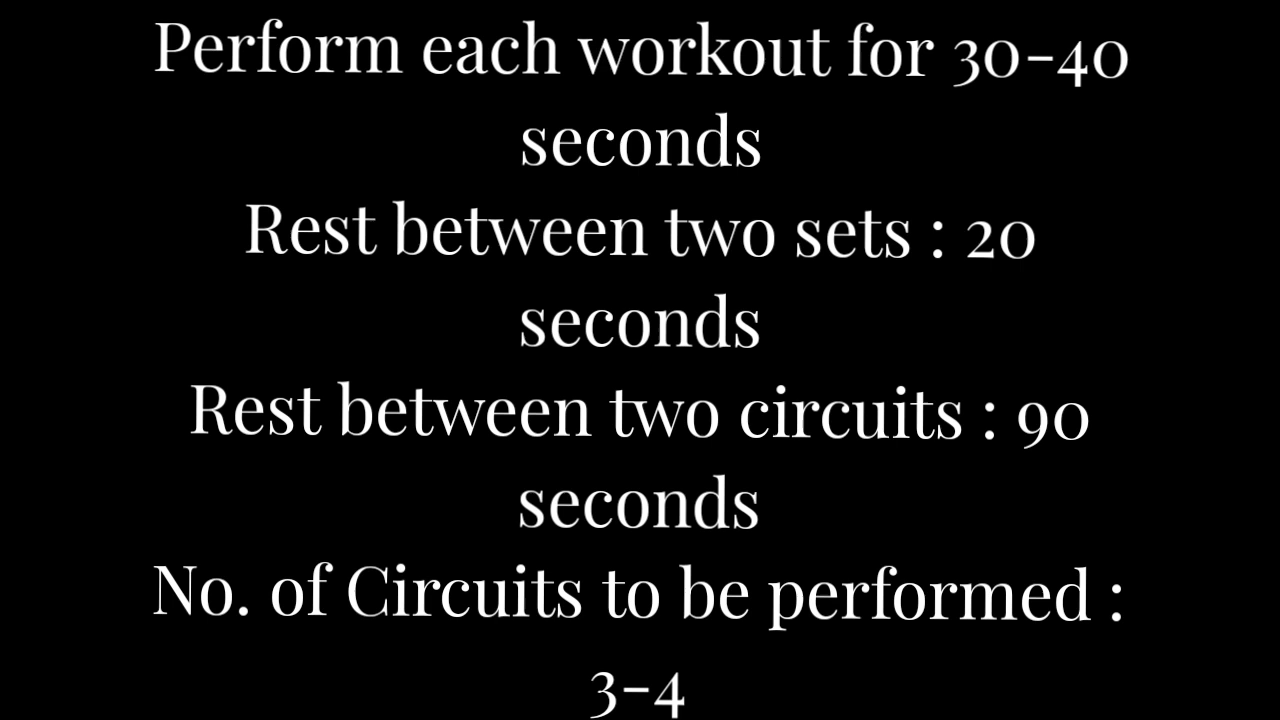 Perform each workout for 30-40
seconds
Rest between two sets : 20
seconds
Rest between two circuits : 90
seconds
No. of Circuits to be performed :
3-4